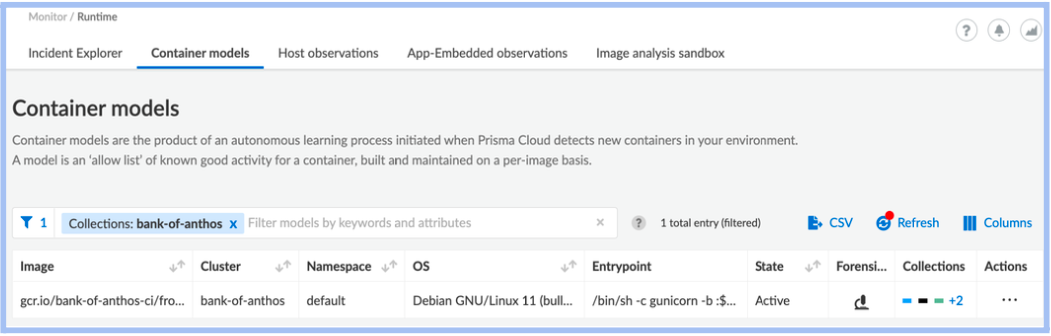 Monitor / Runtime
Incident Explorer Container models Host observations App-Embedded observations Image analysis sandbox
?
Container models
Container models are the product of an autonomous learning process initiated when Prisma Cloud detects new containers in your environment.
A model is an 'allow list' of known good activity for a container, built and maintained on a per-image basis.
1 Collections: bank-of-anthos x Filter models by keywords and attributes × ? 1 total entry (filtered) CSV Refresh Columns
Image Cluster Namespace OS Entrypoint State Forensi... Collections Actions
gcr.io/bank-of-anthos-ci/fro... bank-of-anthos default Debian GNU/Linux 11 (bull... /bin/sh -c gunicorn -b :$... Active +2 ...